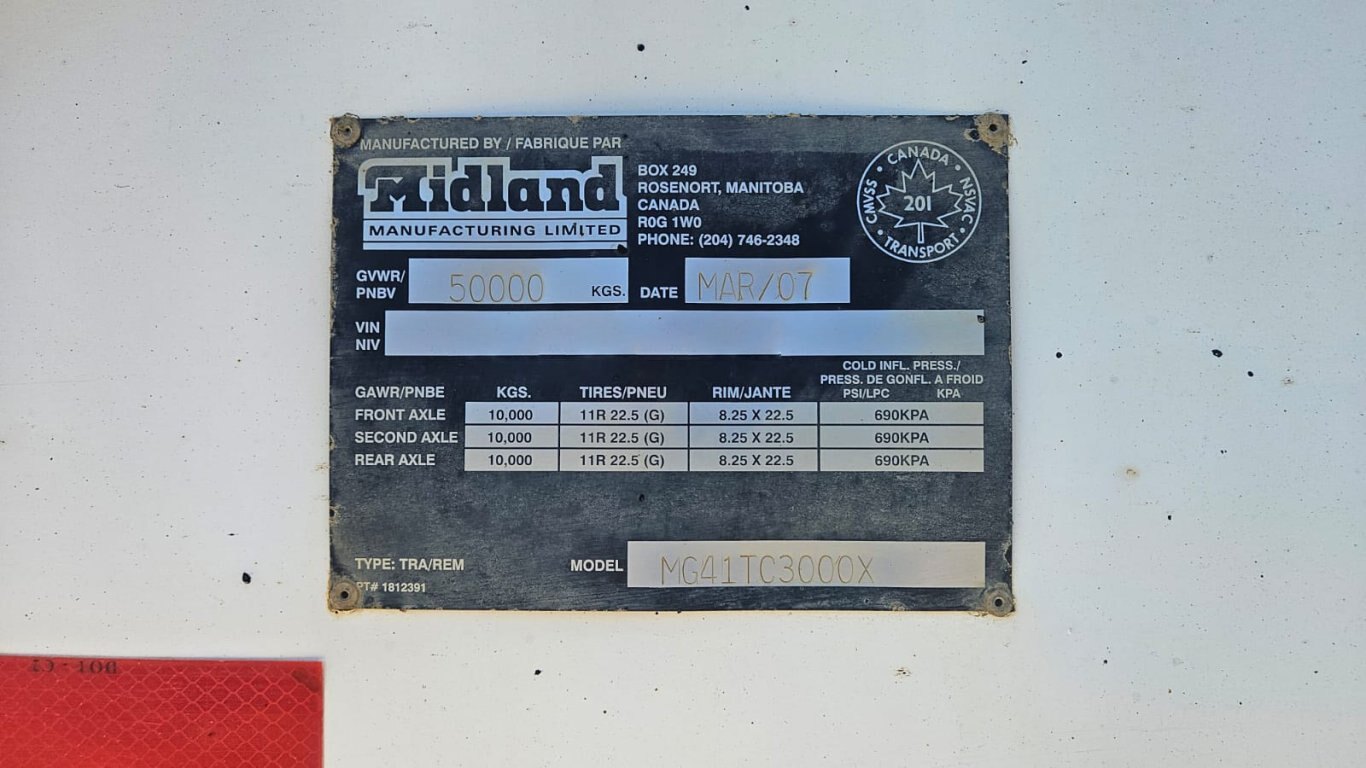 MANUFACTURED BY / FABRIQUE PAR
Midland
MANUFACTURING LIMITED
BOX 249
ROSENORT, MANITOBA
CANADA
R0G 1W0
PHONE: (204) 746-2348
CANADA
CMVSS 201 NSVAC
TRANSPORT
GVWR/
PNBV 50000 KGS. DATE MAR/07
VIN
NIV
COLD INFL. PRESS./
PRESS. DE GONFL. A FROID
GAWR/PNBE KGS. TIRES/PNEU RIM/JANTE PSI/LPC KPA
FRONT AXLE 10,000 11R 22.5 (G) 8.25 X 22.5 690KPA
SECOND AXLE 10,000 11R 22.5 (G) 8.25 X 22.5 690KPA
REAR AXLE 10,000 11R 22.5 (G) 8.25 X 22.5 690KPA
TYPE: TRA/REM MODEL MG41TC3000X
PT# 1812391
DOT-C2